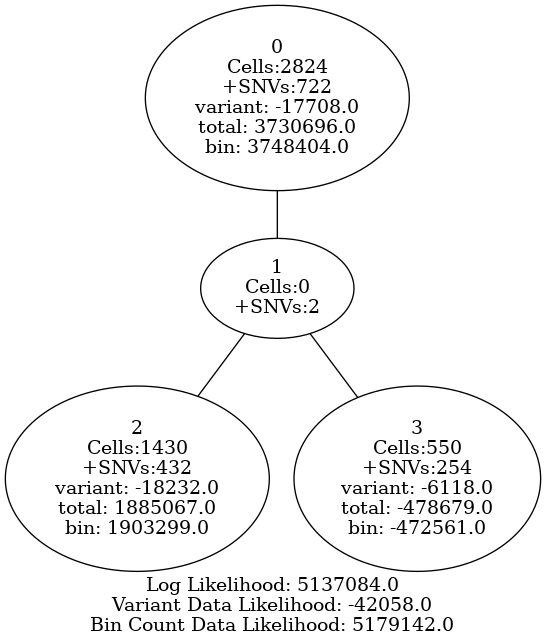 0
Cells:2824
+SNVs:722
variant: -17708.0
total: 3730696.0
bin: 3748404.0
1
Cells:0
+SNVs:2
2
Cells:1430
+SNVs:432
variant: -18232.0
total: 1885067.0
bin: 1903299.0
3
Cells:550
+SNVs:254
variant: -6118.0
total: -478679.0
bin: -472561.0
Log Likelihood: 5137084.0
Variant Data Likelihood: -42058.0
Bin Count Data Likelihood: 5179142.0